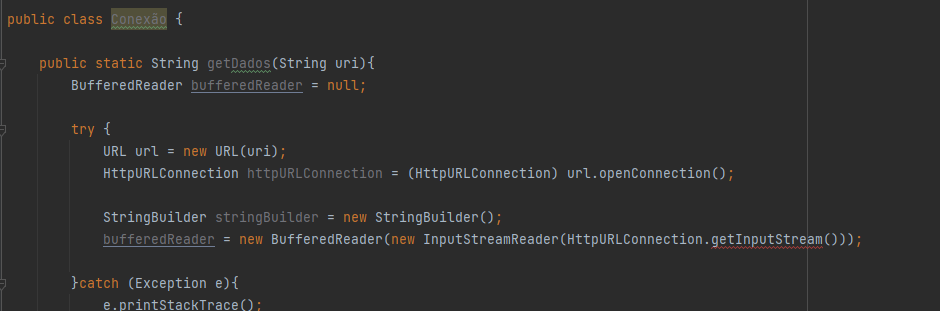 public class Conexão {
public static String getDados(String uri){
BufferedReader bufferedReader = null;
try {
URL url = new URL(uri);
HttpURLConnection httpURLConnection = (HttpURLConnection) url.openConnection();
StringBuilder stringBuilder = new StringBuilder();
bufferedReader = new BufferedReader(new InputStreamReader(HttpURLConnection.getInputStream()));
}catch (Exception e){
e.printStackTrace();